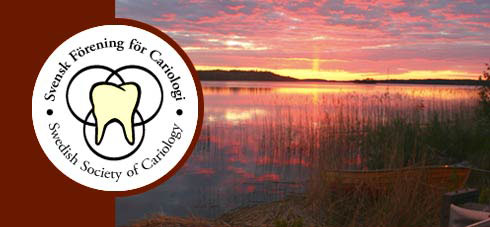 Svensk Förening för Cariologi
Swedish Society of Cariology